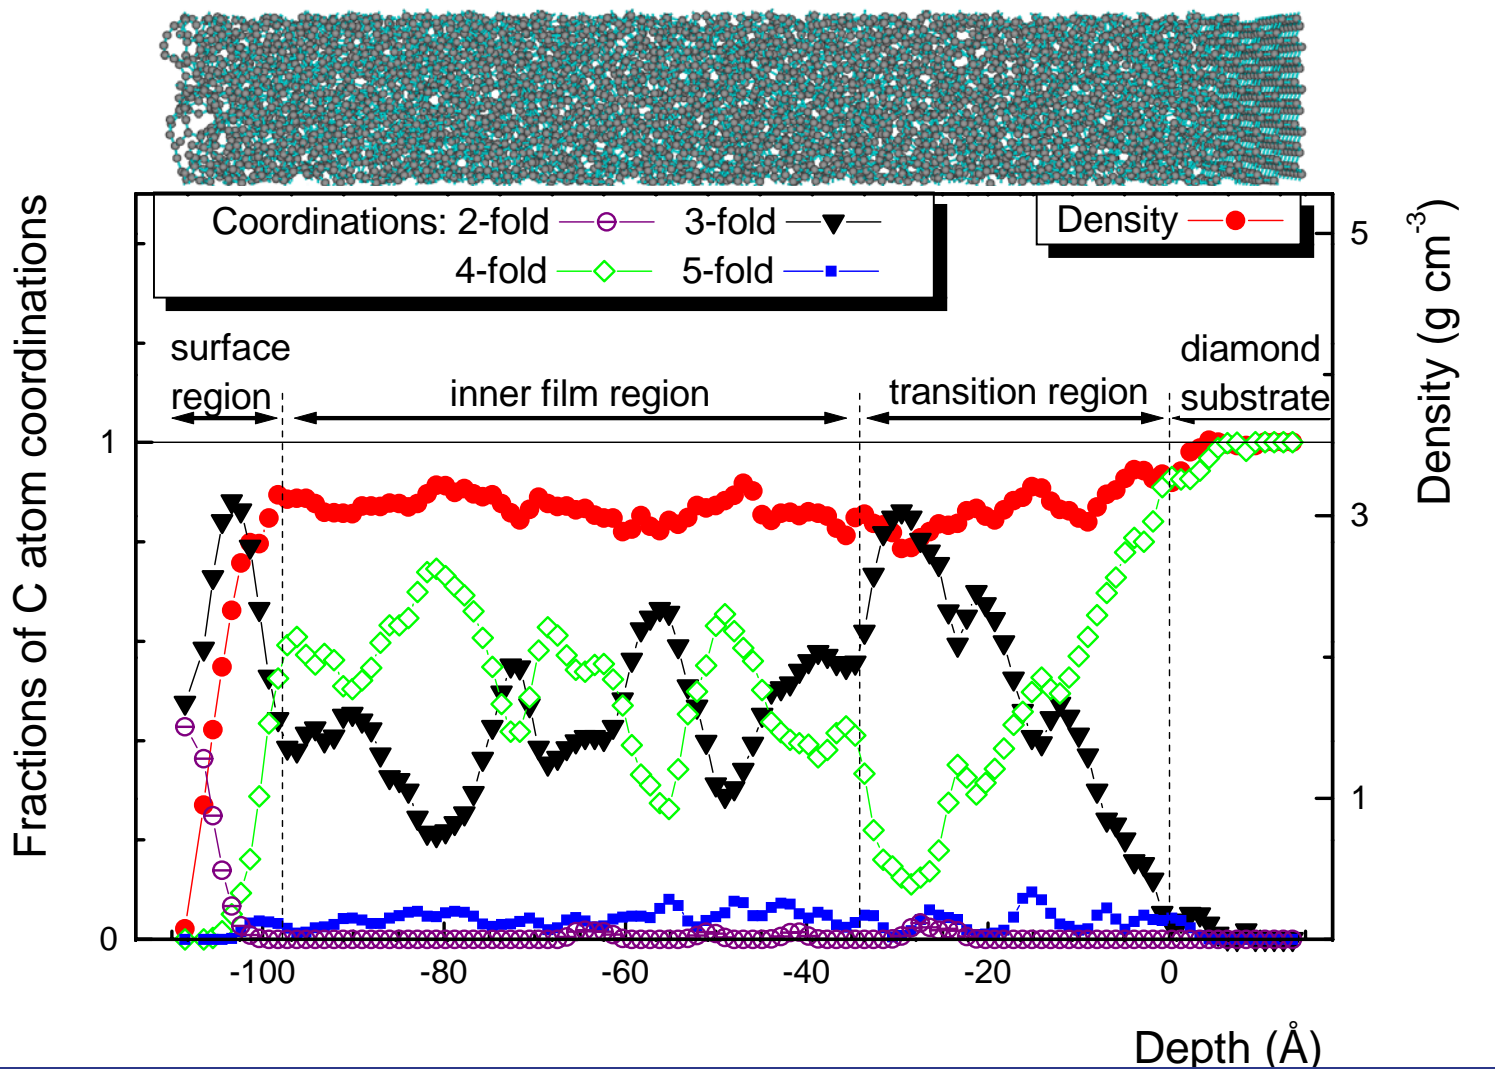 Coordinations: 2-fold 3-fold
4-fold 5-fold
Density
surface
region
inner film region
transition region
diamond
substrate
Fractions of C atom coordinations
1
0
Density (g cm-3)
5
3
1
-100 -80 -60 -40 -20 0
Depth (Å)